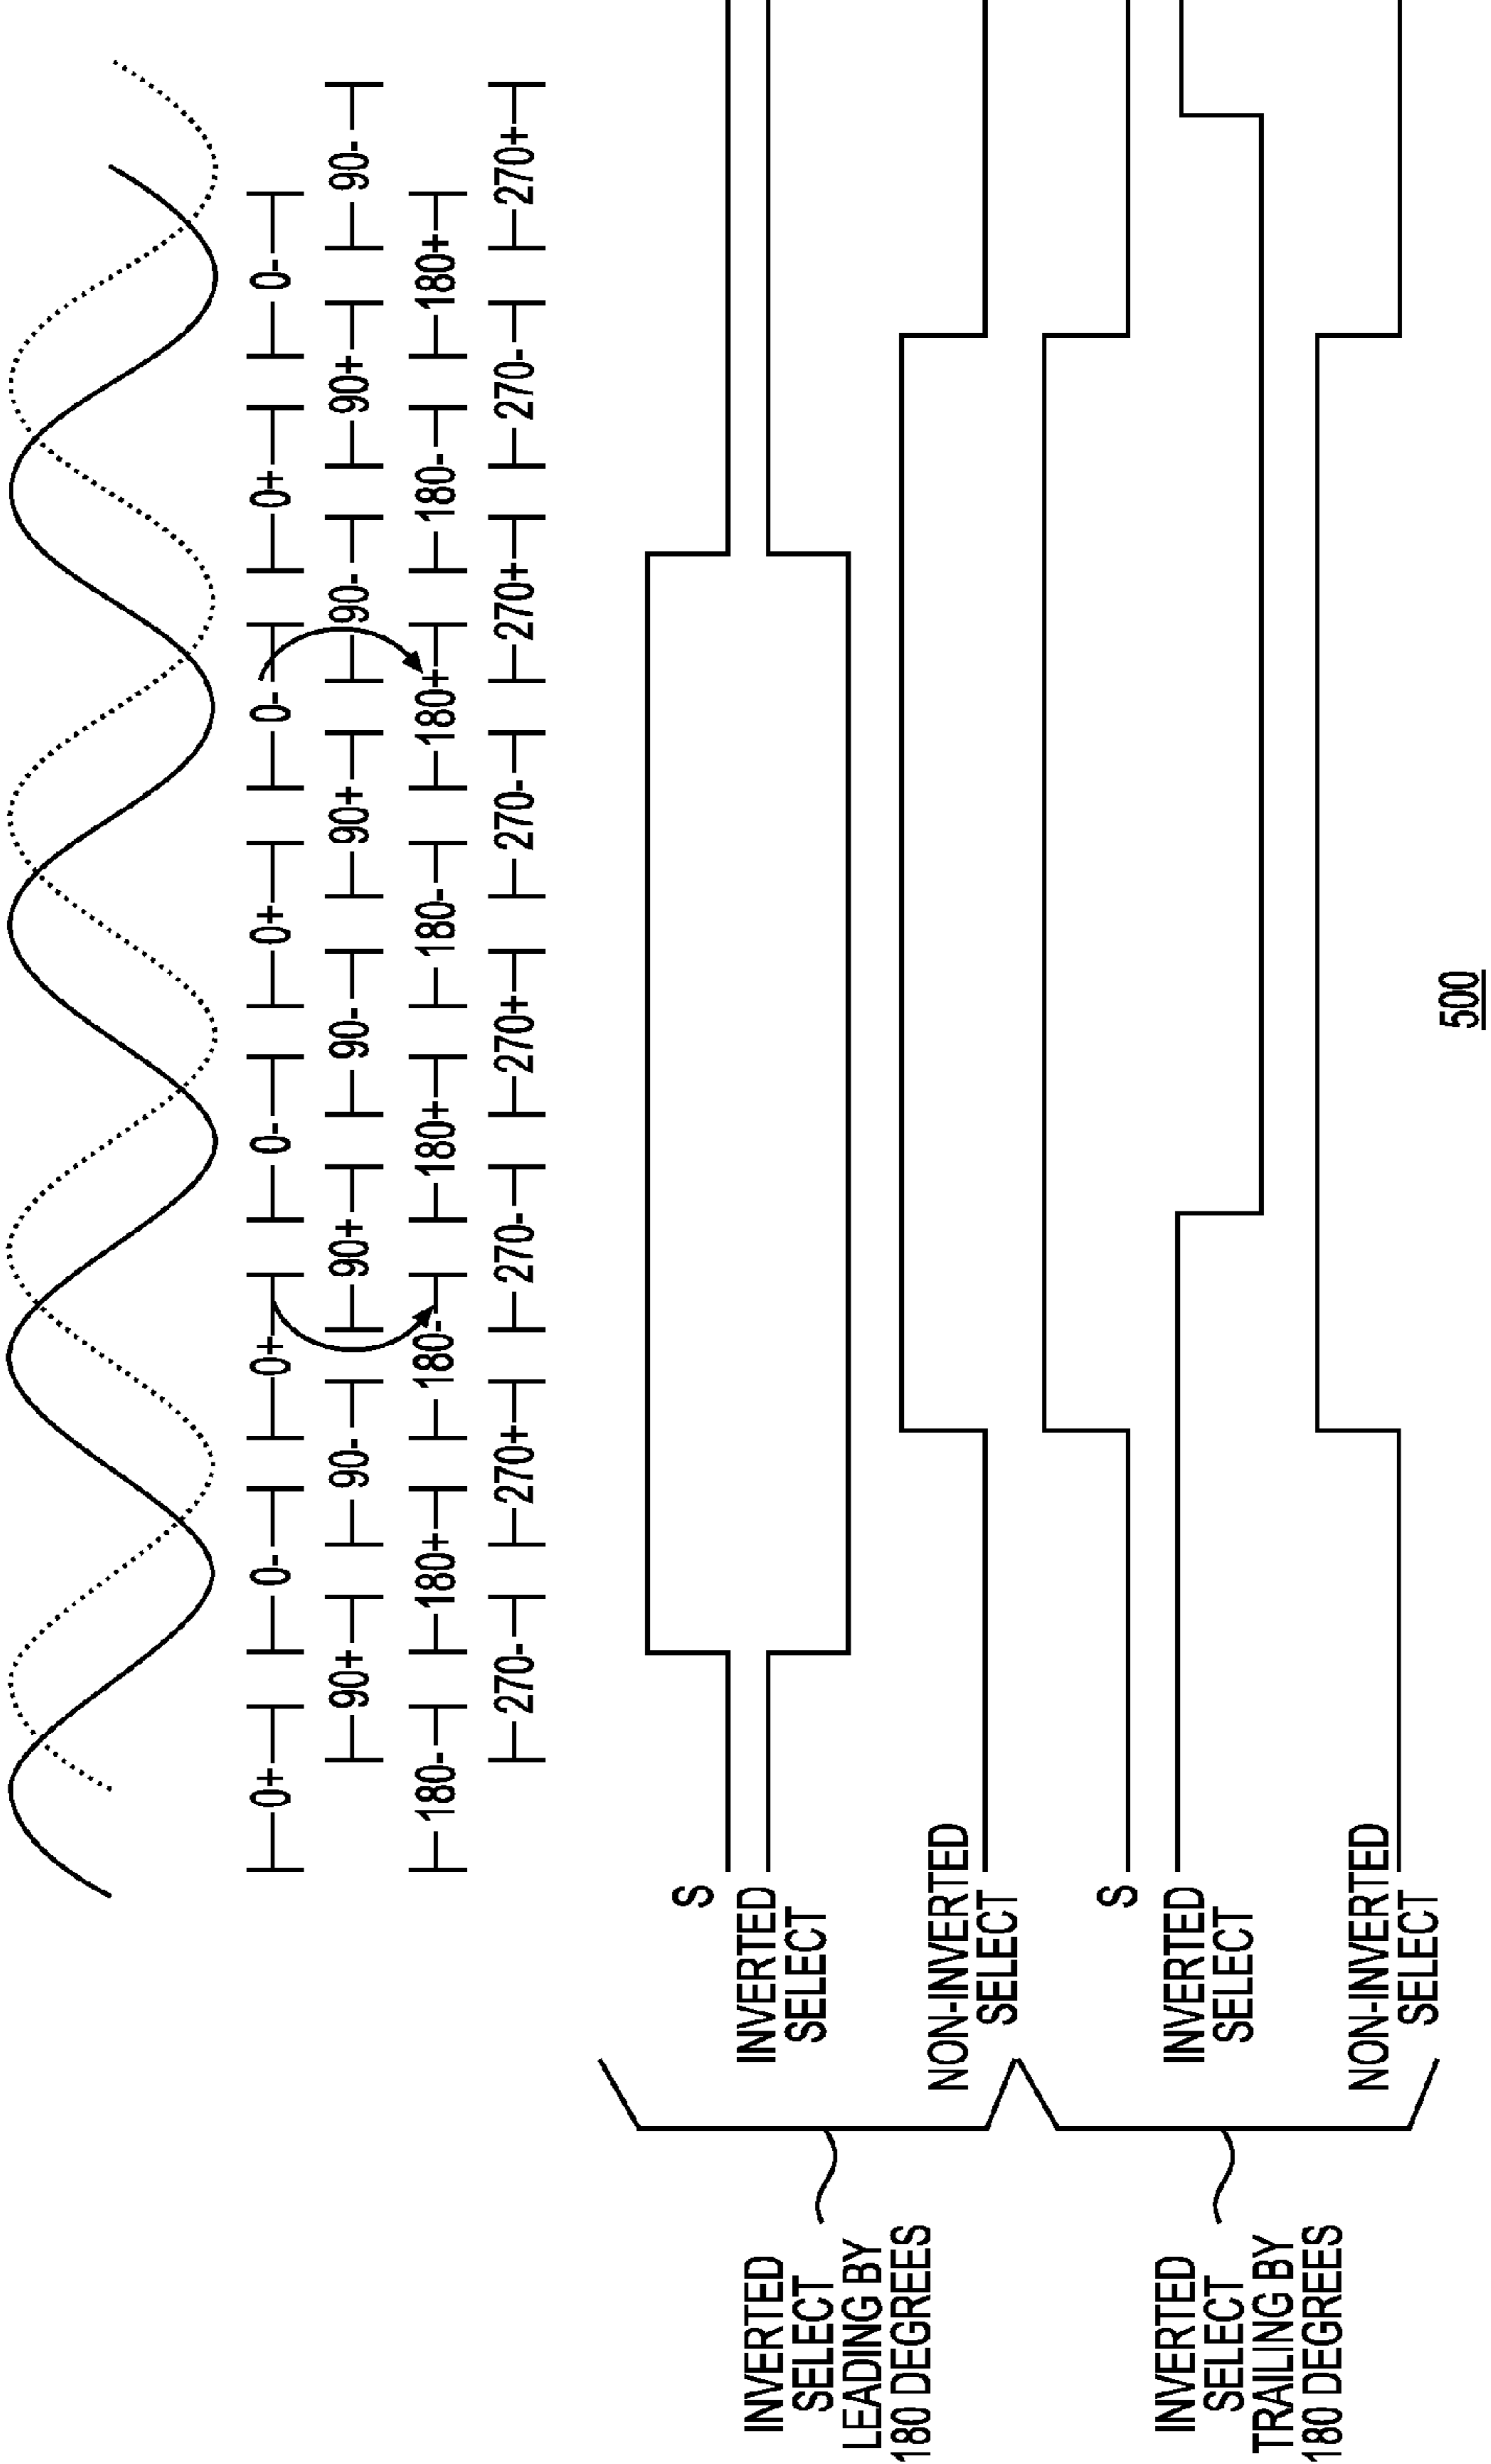 0+ 0- 0+ 0- 0+ 0- 0+ 0-
90+ 90- 90+ 90- 90+ 90- 90+ 90-
180- 180+ 180- 180+ 180- 180+ 180- 180+
270- 270+ 270- 270+ 270- 270+ 270- 270+
INVERTED
SELECT
LEADING BY
180 DEGREES
S
INVERTED
SELECT
NON-INVERTED
SELECT
INVERTED
SELECT
TRAILING BY
180 DEGREES
S
INVERTED
SELECT
NON-INVERTED
SELECT
500